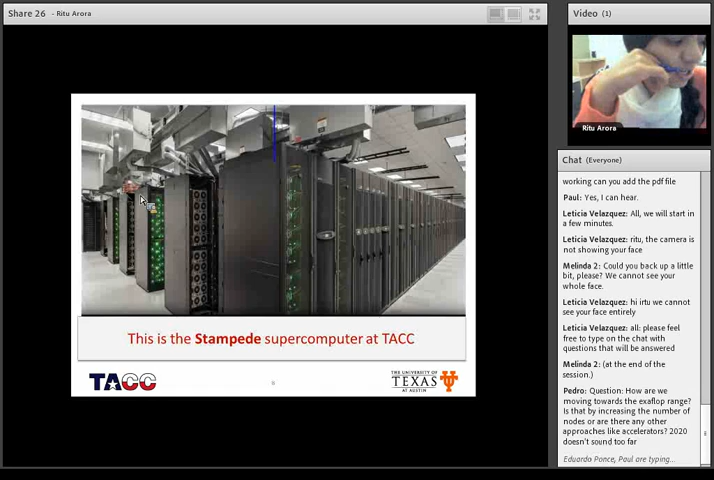 Share 26 - Ritu Arora
Video (1)
Ritu Arora
Chat (Everyone)
working can you add the pdf file
Paul: Yes, I can hear.
Leticia Velazquez: All, we will start in
a few minutes.
Leticia Velazquez: ritu, the camera is
not showing your face
Melinda 2: Could you back up a little
bit, please? We cannot see your
whole face.
Leticia Velazquez: hi irtu we cannot
see your face entirely
Leticia Velazquez: all: please feel
free to type on the chat with
questions that will be answered
Melinda 2: (at the end of the
session.)
Pedro: Question: How are we
moving towards the exaflop range?
Is that by increasing the number of
nodes or are there any other
approaches like accelerators? 2020
doesn't sound too far
Eduardo Ponce, Paul are typing...
This is the Stampede supercomputer at TACC
TACC
THE UNIVERSITY OF
TEXAS
AT AUSTIN